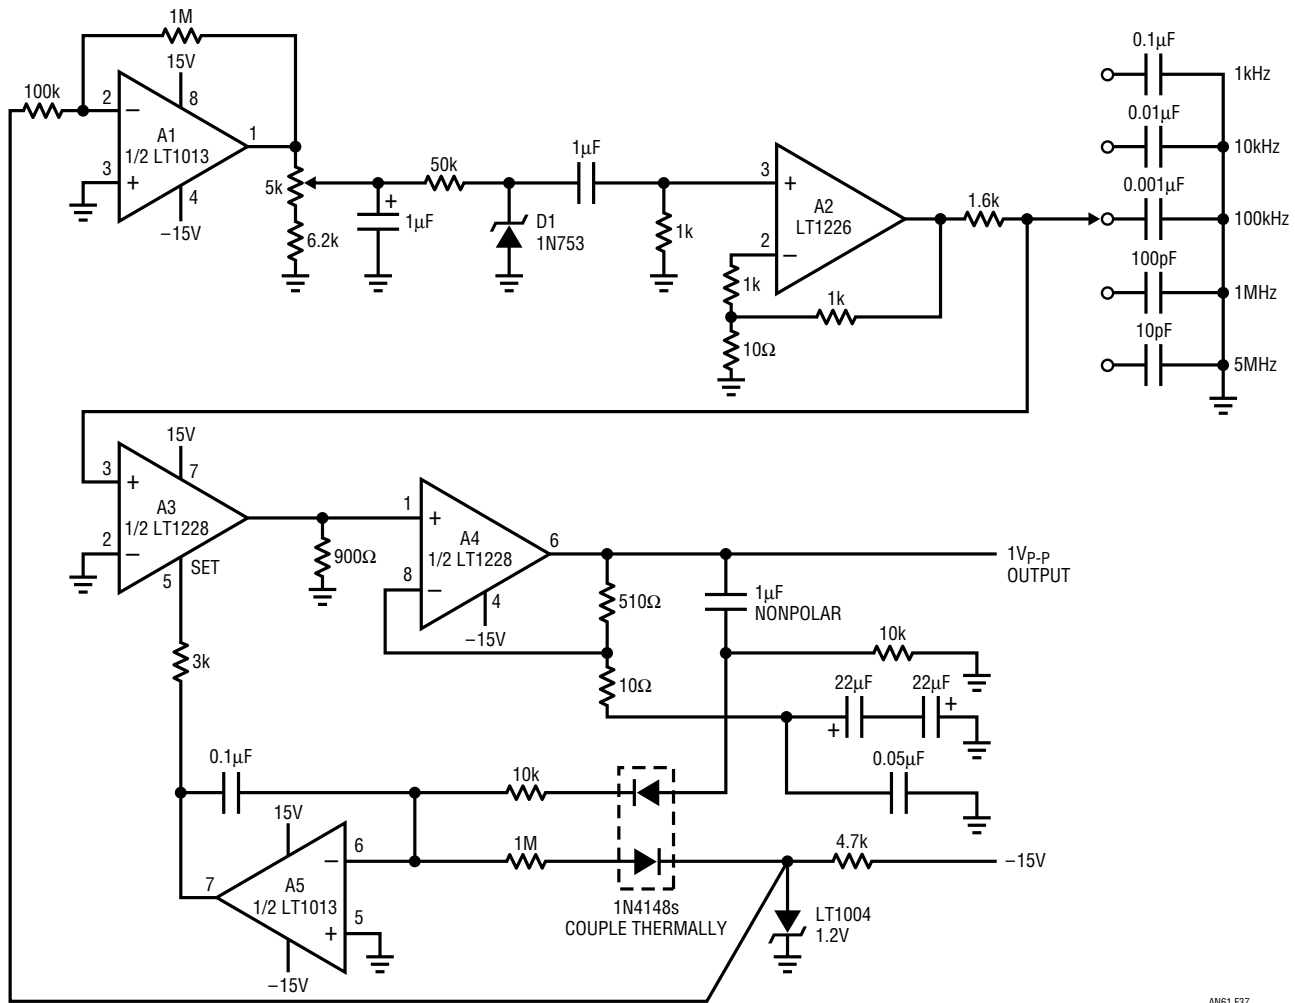 1M
15V
100k
2
8
−
A1
1/2 LT1013
1
3
+
4
−15V
5k
6.2k
+
1µF
50k
D1
1N753
1µF
1k
3
+
A2
LT1226
2
−
1k
1k
10Ω
1.6k
0.1µF
1kHz
0.01µF
10kHz
0.001µF
100kHz
100pF
1MHz
10pF
5MHz
15V
3
7
+
A3
1/2 LT1228
2
−
SET
5
900Ω
1
+
A4
1/2 LT1228
6
8
−
4
−15V
1VP-P
OUTPUT
510Ω
1µF
NONPOLAR
10k
10Ω
22µF
22µF
+
+
0.05µF
3k
0.1µF
10k
15V
6
−
1M
4.7k
−15V
7
A5
1/2 LT1013
5
+
−15V
1N4148s
COUPLE THERMALLY
LT1004
1.2V
AN61 F37